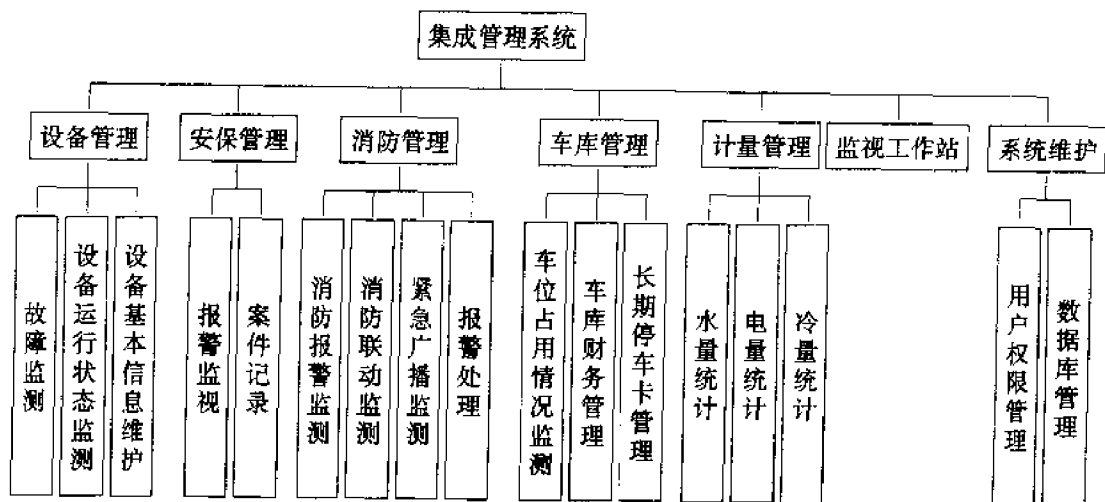 集成管理系统
设备管理
安保管理
消防管理
车库管理
计量管理
监视工作站
系统维护
故障监测
设备运行状态监测
设备基本信息维护
报警监视
案件记录
消防报警监测
消防联动监测
紧急广播监测
报警处理
车位占用情况监测
车库财务管理
长期停车卡管理
水量统计
电量统计
冷量统计
用户权限管理
数据库管理